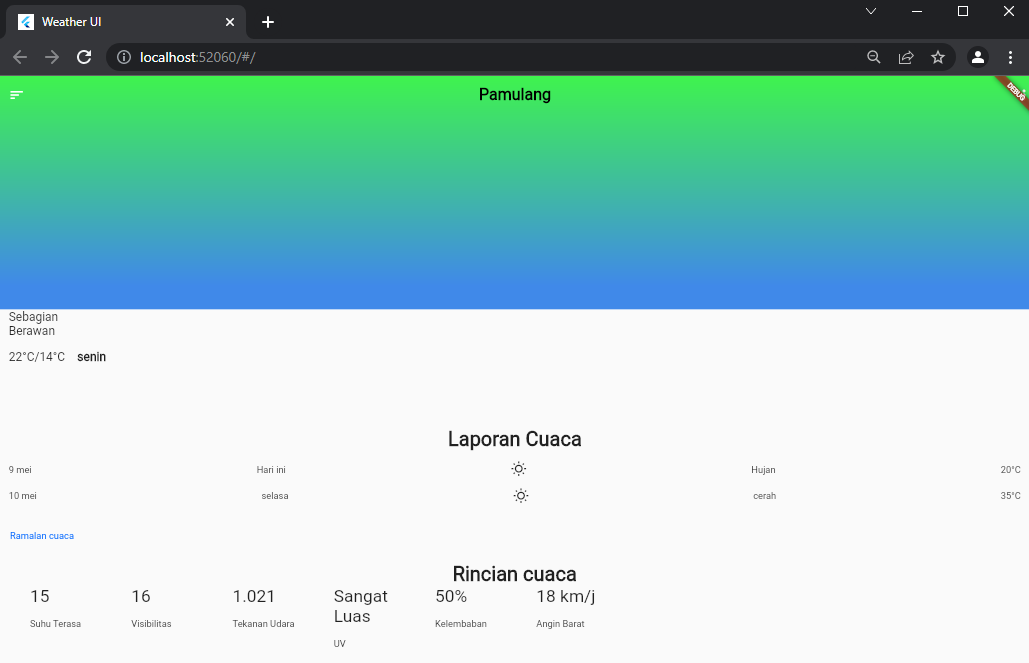 Weather UI
localhost:52060/#/
Pamulang
DEBUG
Sebagian
Berawan
22°C/14°C senin
Laporan Cuaca
9 mei Hari ini Hujan 20°C
10 mei selasa cerah 35°C
Ramalan cuaca
Rincian cuaca
15 16 1.021 Sangat Luas 50% 18 km/j
Suhu Terasa Visibilitas Tekanan Udara UV Kelembaban Angin Barat